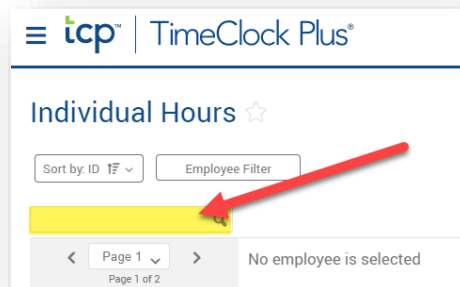 tcp™ TimeClock Plus®
Individual Hours
Sort by: ID Employee Filter
Page 1 No employee is selected
Page 1 of 2